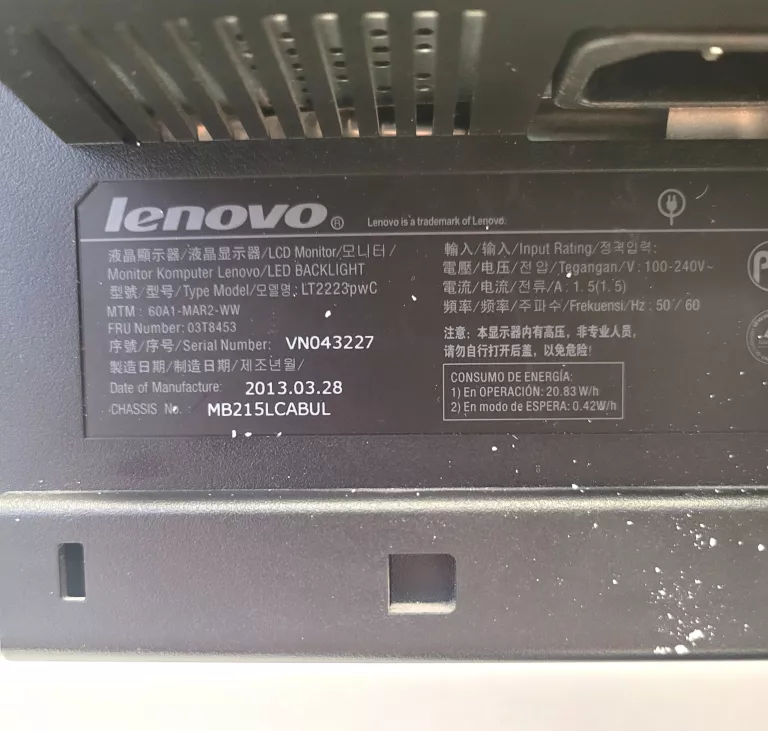 lenovo® Lenovo is a trademark of Lenovo.
液晶顯示器/液晶显示器/LCD Monitor/모니터/
Monitor Komputer Lenovo/LED BACKLIGHT
型號/型号/Type Model/모델명: LT2223pwC
MTM : 60A1-MAR2-WW
FRU Number: 03T8453
序號/序号/Serial Number: VN043227
製造日期/制造日期/제조년월/
Date of Manufacture: 2013.03.28
CHASSIS No.: MB215LCABUL
輸入/输入/Input Rating/정격입력:
電壓/电压/전압/Tegangan/V : 100-240V~
電流/电流/전류/A : 1.5(1.5)
頻率/频率/주파수/Frekuensi/Hz : 50/60
注意: 本显示器内有高压, 非专业人员,
请勿自行打开后盖, 以免危险!
CONSUMO DE ENERGÍA:
1) En OPERACIÓN: 20.83 W/h
2) En modo de ESPERA: 0.42W/h